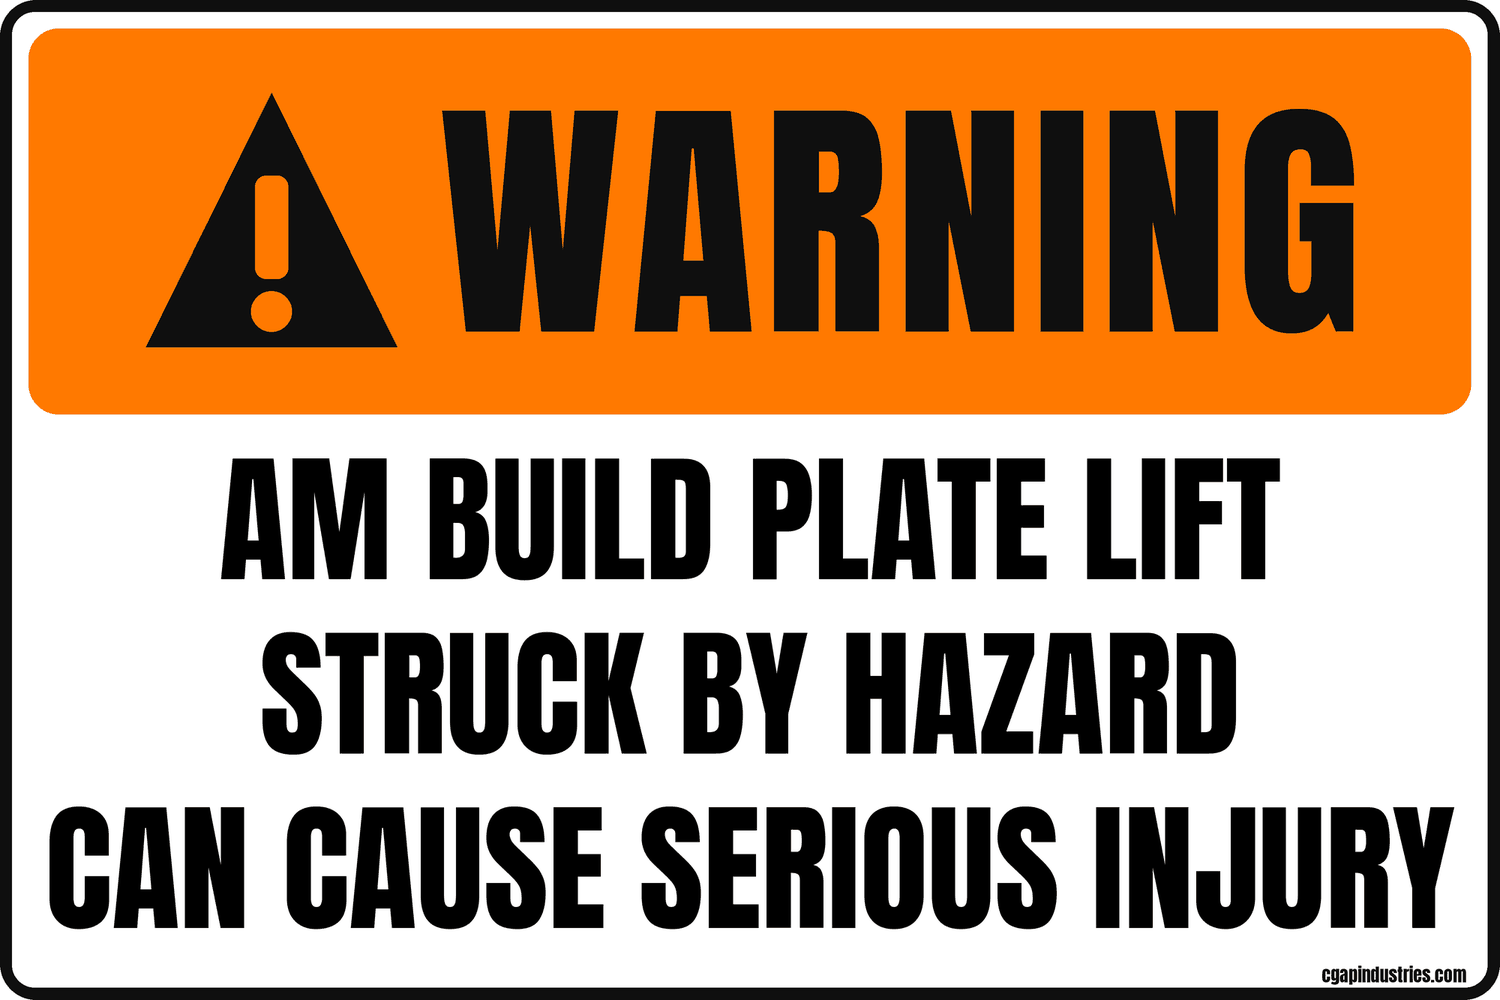 WARNING
AM BUILD PLATE LIFT
STRUCK BY HAZARD
CAN CAUSE SERIOUS INJURY
cgapindustries.com